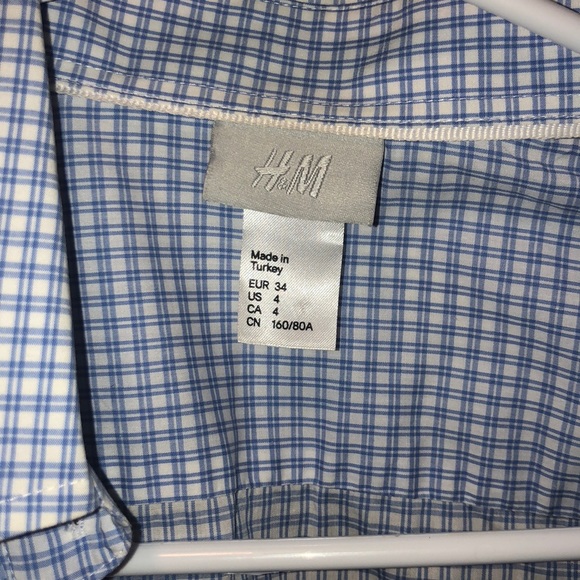 H&M
Made in
Turkey
EUR 34
US 4
CA 4
CN 160/80A